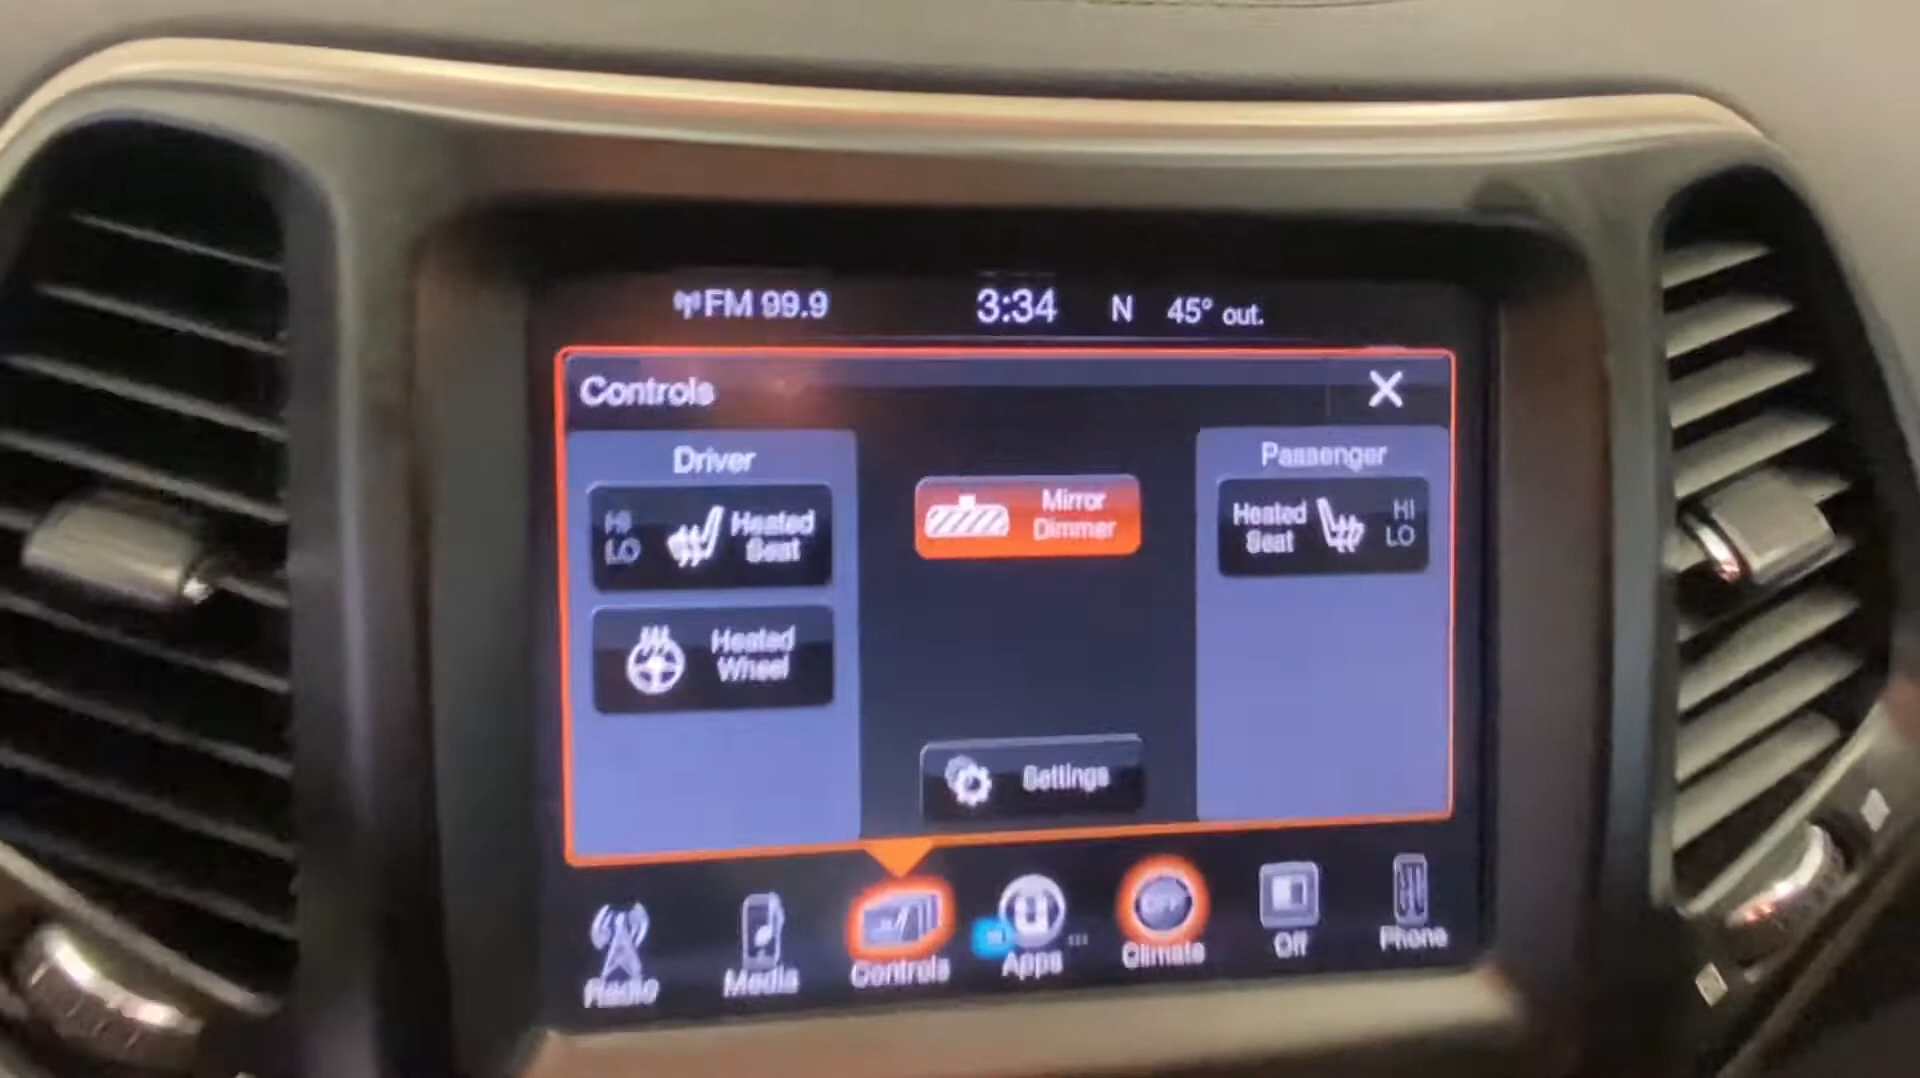 FM 99.9 3:34 N 45° out.
Controls X
Driver
HI
LO
Heated
Seat
Heated
Wheel
Mirror
Dimmer
Settings
Passenger
Heated
Seat
HI
LO
Radio
Media
Controls
Apps
OFF
Climate
Off
Phone